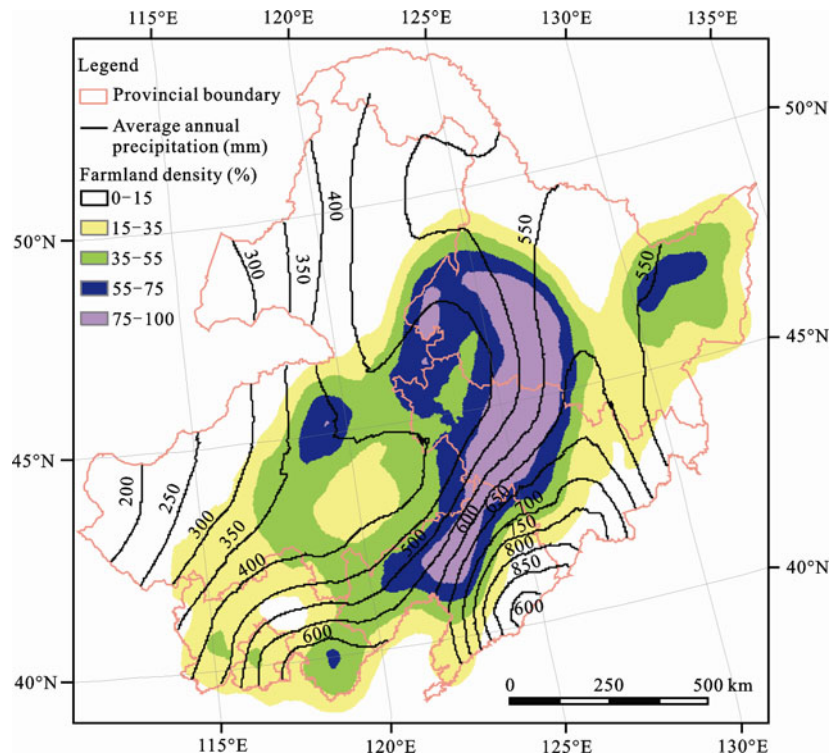 115°E 120°E 125°E 130°E 135°E
Legend
Provincial boundary
Average annual
precipitation (mm)
Farmland density (%)
0−15
15−35
35−55
55−75
75−100
50°N
50°N
45°N
45°N
40°N
40°N
400
300
350
550
550
200
250
300
350
400
500
600
650
700
750
800
850
600
600
0 250 500 km
115°E 120°E 125°E 130°E